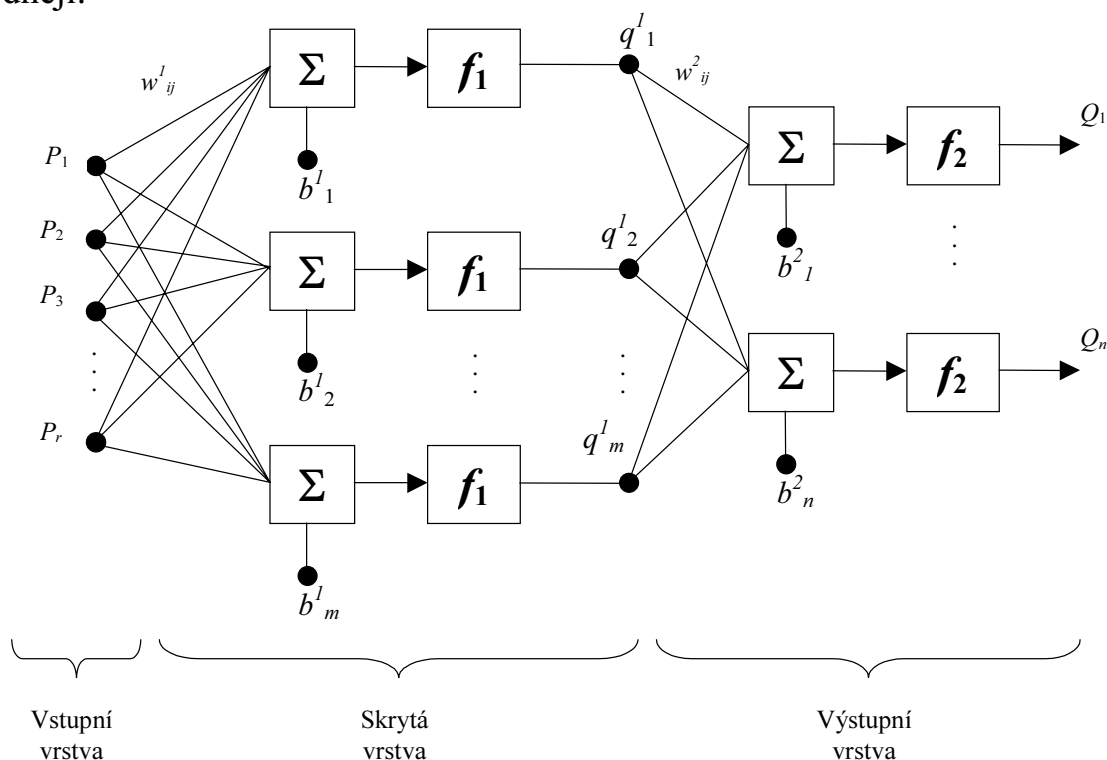 q¹₁
w¹ᵢⱼ
Σ
f₁
w²ᵢⱼ
Σ
f₂
Q₁
P₁
b¹₁
P₂
q¹₂
b²₁
Σ
f₁
P₃
Σ
f₂
Qₙ
b¹₂
Pᵣ
q¹ₘ
b²ₙ
Σ
f₁
b¹ₘ
Vstupní
vrstva
Skrytá
vrstva
Výstupní
vrstva